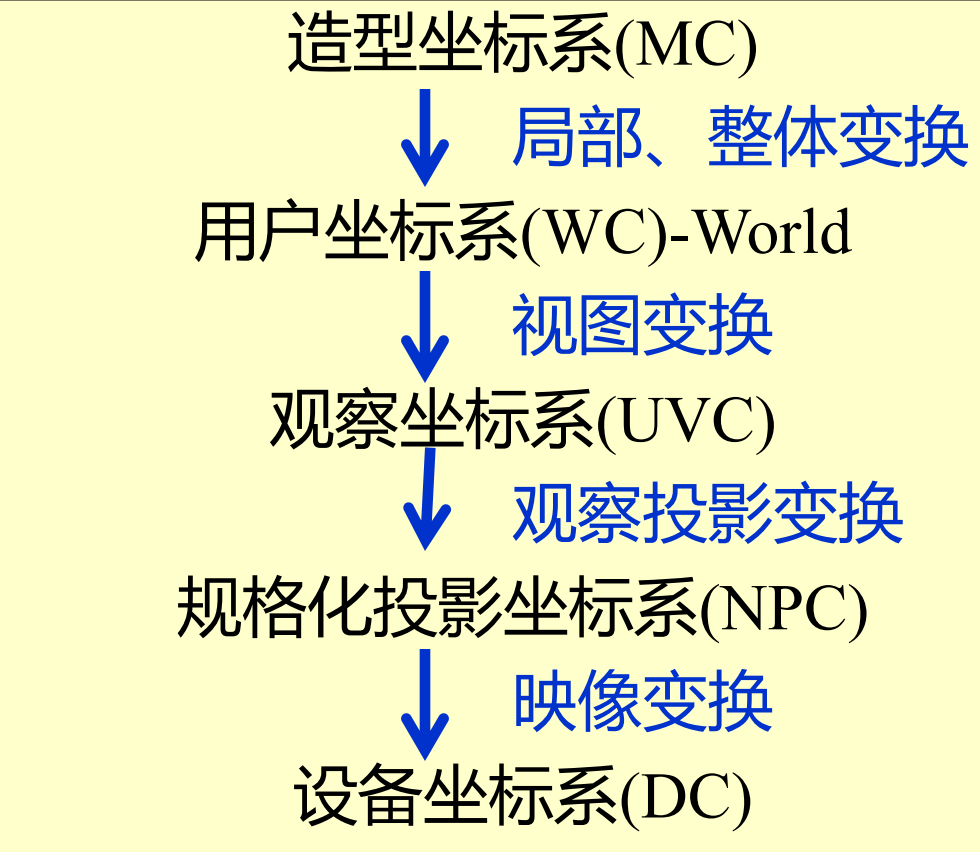 造型坐标系(MC)
局部、整体变换
用户坐标系(WC)-World
视图变换
观察坐标系(UVC)
观察投影变换
规格化投影坐标系(NPC)
映像变换
设备坐标系(DC)